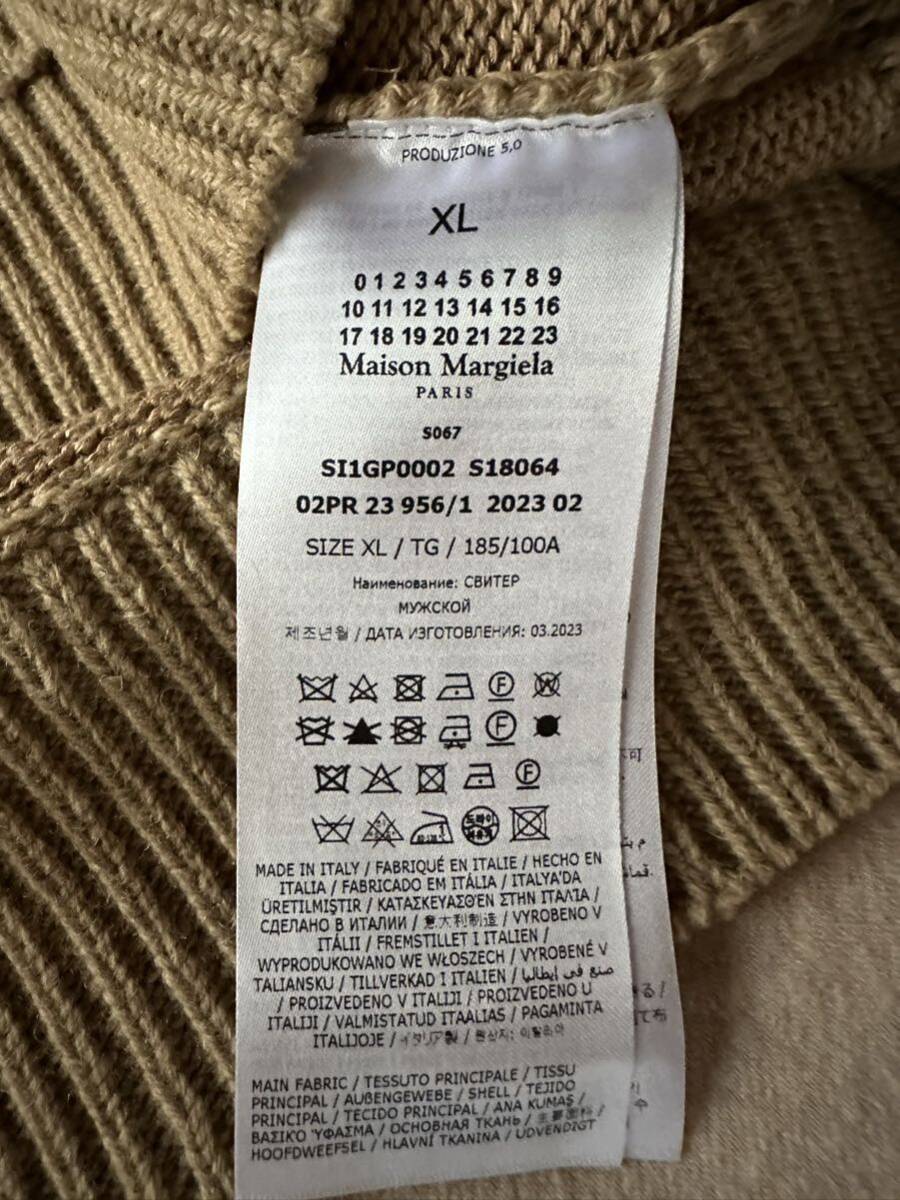 PRODUZIONE 5,0
XL
0 1 2 3 4 5 6 7 8 9
10 11 12 13 14 15 16
17 18 19 20 21 22 23
Maison Margiela
PARIS
S067
SI1GP0002 S18064
02PR 23 956/1 2023 02
SIZE XL / TG / 185/100A
Наименование: СВИТЕР
МУЖСКОЙ
제조년월 / ДАТА ИЗГОТОВЛЕНИЯ: 03.2023
F W
F
F
드라이
MADE IN ITALY / FABRIQUÉ EN ITALIE / HECHO EN
ITALIA / FABRICADO EM ITÁLIA / ITALYA'DA
ÜRETILMIŞTIR / ΚΑΤΑΣΚΕΥΑΣΘΕΝ ΣΤΗΝ ΙΤΑΛΊΑ /
СДЕЛАНО В ИТАЛИИ / 意大利制造 / VYROBENO V
ITÁLII / FREMSTILLET I ITALIEN /
WYPRODUKOWANO WE WŁOSZECH / VYROBENÉ V
TALIANSKU / TILLVERKAD I ITALIEN / صنع في ايطاليا
/ PROIZVEDENO V ITALIJI / PROIZVEDENO U
ITALIJI / VALMISTATUD ITAALIAS / PAGAMINTA
ITALIJOJE / イタリア製 / 원산지: 이탈리아
MAIN FABRIC / TESSUTO PRINCIPALE / TISSU
PRINCIPAL / AUßENGEWEBE / SHELL / TEJIDO
PRINCIPAL / TECIDO PRINCIPAL / ANA KUMAŞ /
ΒΑΣΙΚΌ ΎΦΑΣΜΑ / ОСНОВНАЯ ТКАНЬ / 主要面料 /
HOOFDWEEFSEL / HLAVNÍ TKANINA / UDVENDIGT